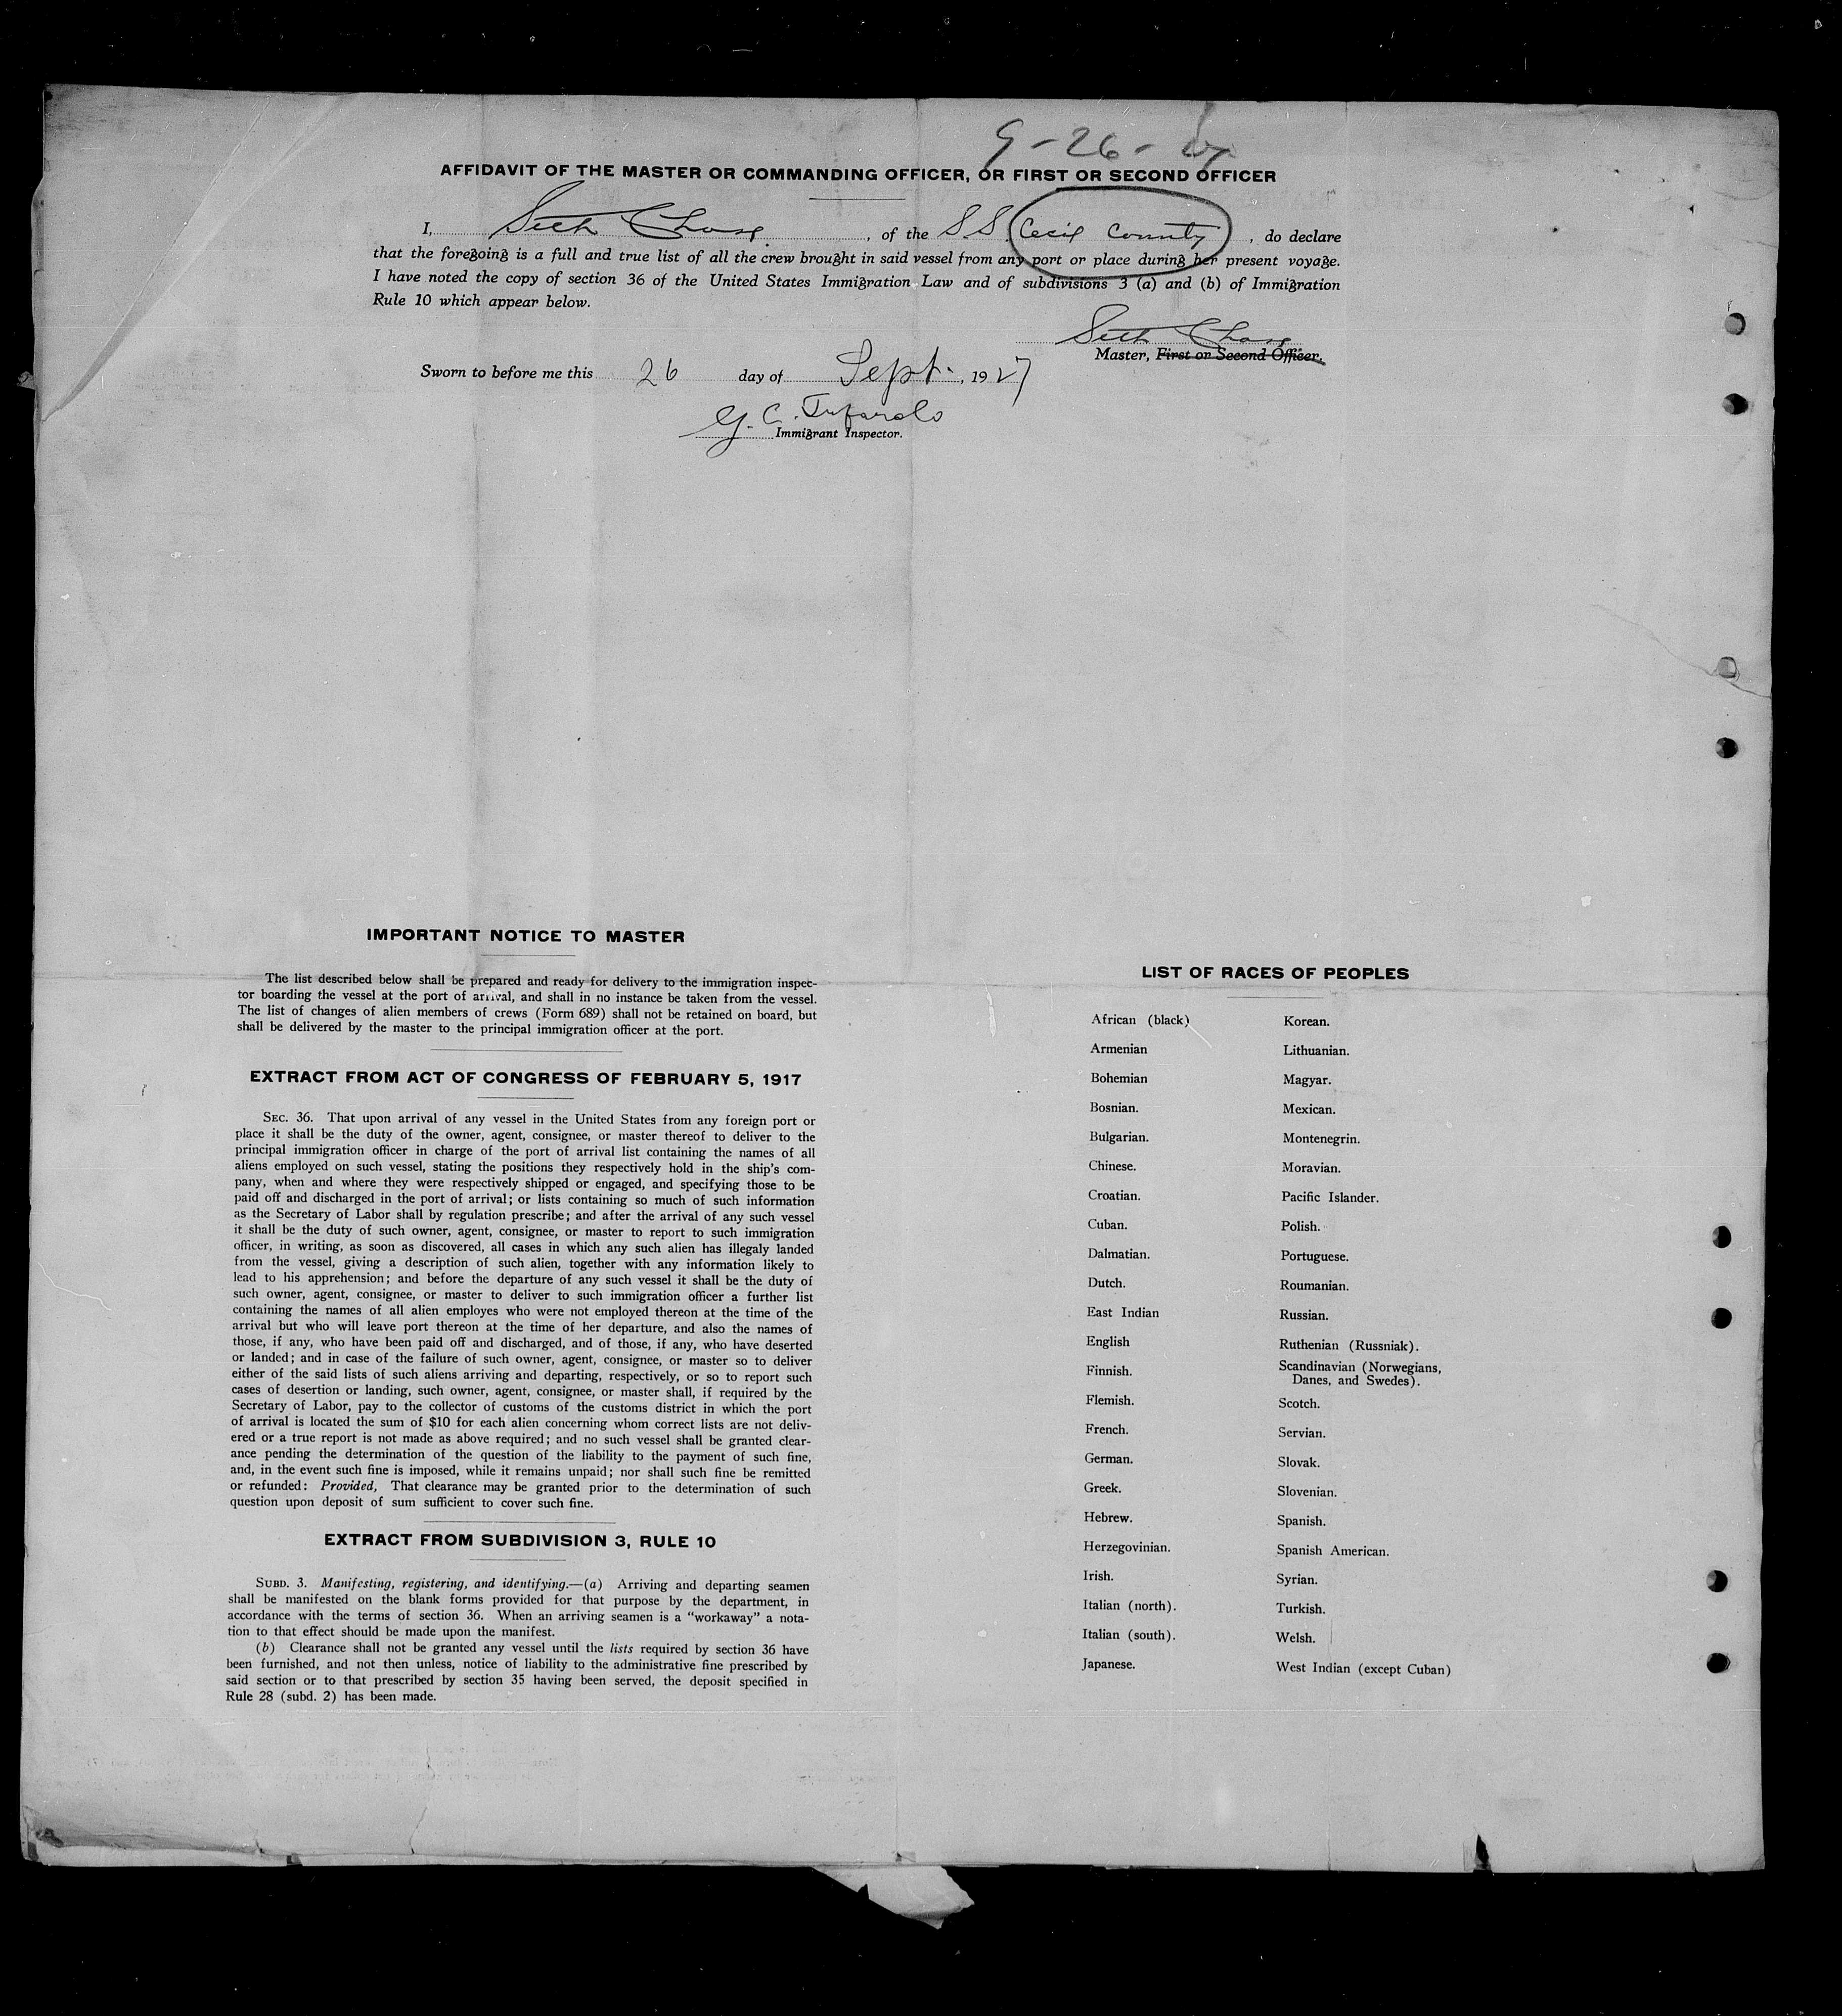 9-26-27
AFFIDAVIT OF THE MASTER OR COMMANDING OFFICER, OR FIRST OR SECOND OFFICER
I, Seth Chase, of the S.S. Cecil County, do declare
that the foregoing is a full and true list of all the crew brought in said vessel from any port or place during her present voyage.
I have noted the copy of section 36 of the United States Immigration Law and of subdivisions 3 (a) and (b) of Immigration
Rule 10 which appear below.
Seth Chase
Master, First or Second Officer.
Sworn to before me this 26 day of Sept., 1927
G. C.
Immigrant Inspector.
IMPORTANT NOTICE TO MASTER
The list described below shall be prepared and ready for delivery to the immigration inspec-
tor boarding the vessel at the port of arrival, and shall in no instance be taken from the vessel.
The list of changes of alien members of crews (Form 689) shall not be retained on board, but
shall be delivered by the master to the principal immigration officer at the port.
EXTRACT FROM ACT OF CONGRESS OF FEBRUARY 5, 1917
SEC. 36. That upon arrival of any vessel in the United States from any foreign port or
place it shall be the duty of the owner, agent, consignee, or master thereof to deliver to the
principal immigration officer in charge of the port of arrival list containing the names of all
aliens employed on such vessel, stating the positions they respectively hold in the ship's com-
pany, when and where they were respectively shipped or engaged, and specifying those to be
paid off and discharged in the port of arrival; or lists containing so much of such information
as the Secretary of Labor shall by regulation prescribe; and after the arrival of any such vessel
it shall be the duty of such owner, agent, consignee, or master to report to such immigration
officer, in writing, as soon as discovered, all cases in which any such alien has illegaly landed
from the vessel, giving a description of such alien, together with any information likely to
lead to his apprehension; and before the departure of any such vessel it shall be the duty of
such owner, agent, consignee, or master to deliver to such immigration officer a further list
containing the names of all alien employes who were not employed thereon at the time of the
arrival but who will leave port thereon at the time of her departure, and also the names of
those, if any, who have been paid off and discharged, and of those, if any, who have deserted
or landed; and in case of the failure of such owner, agent, consignee, or master so to deliver
either of the said lists of such aliens arriving and departing, respectively, or so to report such
cases of desertion or landing, such owner, agent, consignee, or master shall, if required by the
Secretary of Labor, pay to the collector of customs of the customs district in which the port
of arrival is located the sum of $10 for each alien concerning whom correct lists are not deliv-
ered or a true report is not made as above required; and no such vessel shall be granted clear-
ance pending the determination of the question of the liability to the payment of such fine,
and, in the event such fine is imposed, while it remains unpaid; nor shall such fine be remitted
or refunded: Provided, That clearance may be granted prior to the determination of such
question upon deposit of sum sufficient to cover such fine.
EXTRACT FROM SUBDIVISION 3, RULE 10
SUBD. 3. Manifesting, registering, and identifying.—(a) Arriving and departing seamen
shall be manifested on the blank forms provided for that purpose by the department, in
accordance with the terms of section 36. When an arriving seamen is a "workaway" a nota-
tion to that effect should be made upon the manifest.
(b) Clearance shall not be granted any vessel until the lists required by section 36 have
been furnished, and not then unless, notice of liability to the administrative fine prescribed by
said section or to that prescribed by section 35 having been served, the deposit specified in
Rule 28 (subd. 2) has been made.
LIST OF RACES OF PEOPLES
African (black)
Armenian
Bohemian
Bosnian.
Bulgarian.
Chinese.
Croatian.
Cuban.
Dalmatian.
Dutch.
East Indian
English
Finnish.
Flemish.
French.
German.
Greek.
Hebrew.
Herzegovinian.
Irish.
Italian (north).
Italian (south).
Japanese.
Korean.
Lithuanian.
Magyar.
Mexican.
Montenegrin.
Moravian.
Pacific Islander.
Polish.
Portuguese.
Roumanian.
Russian.
Ruthenian (Russniak).
Scandinavian (Norwegians,
Danes, and Swedes).
Scotch.
Servian.
Slovak.
Slovenian.
Spanish.
Spanish American.
Syrian.
Turkish.
Welsh.
West Indian (except Cuban)